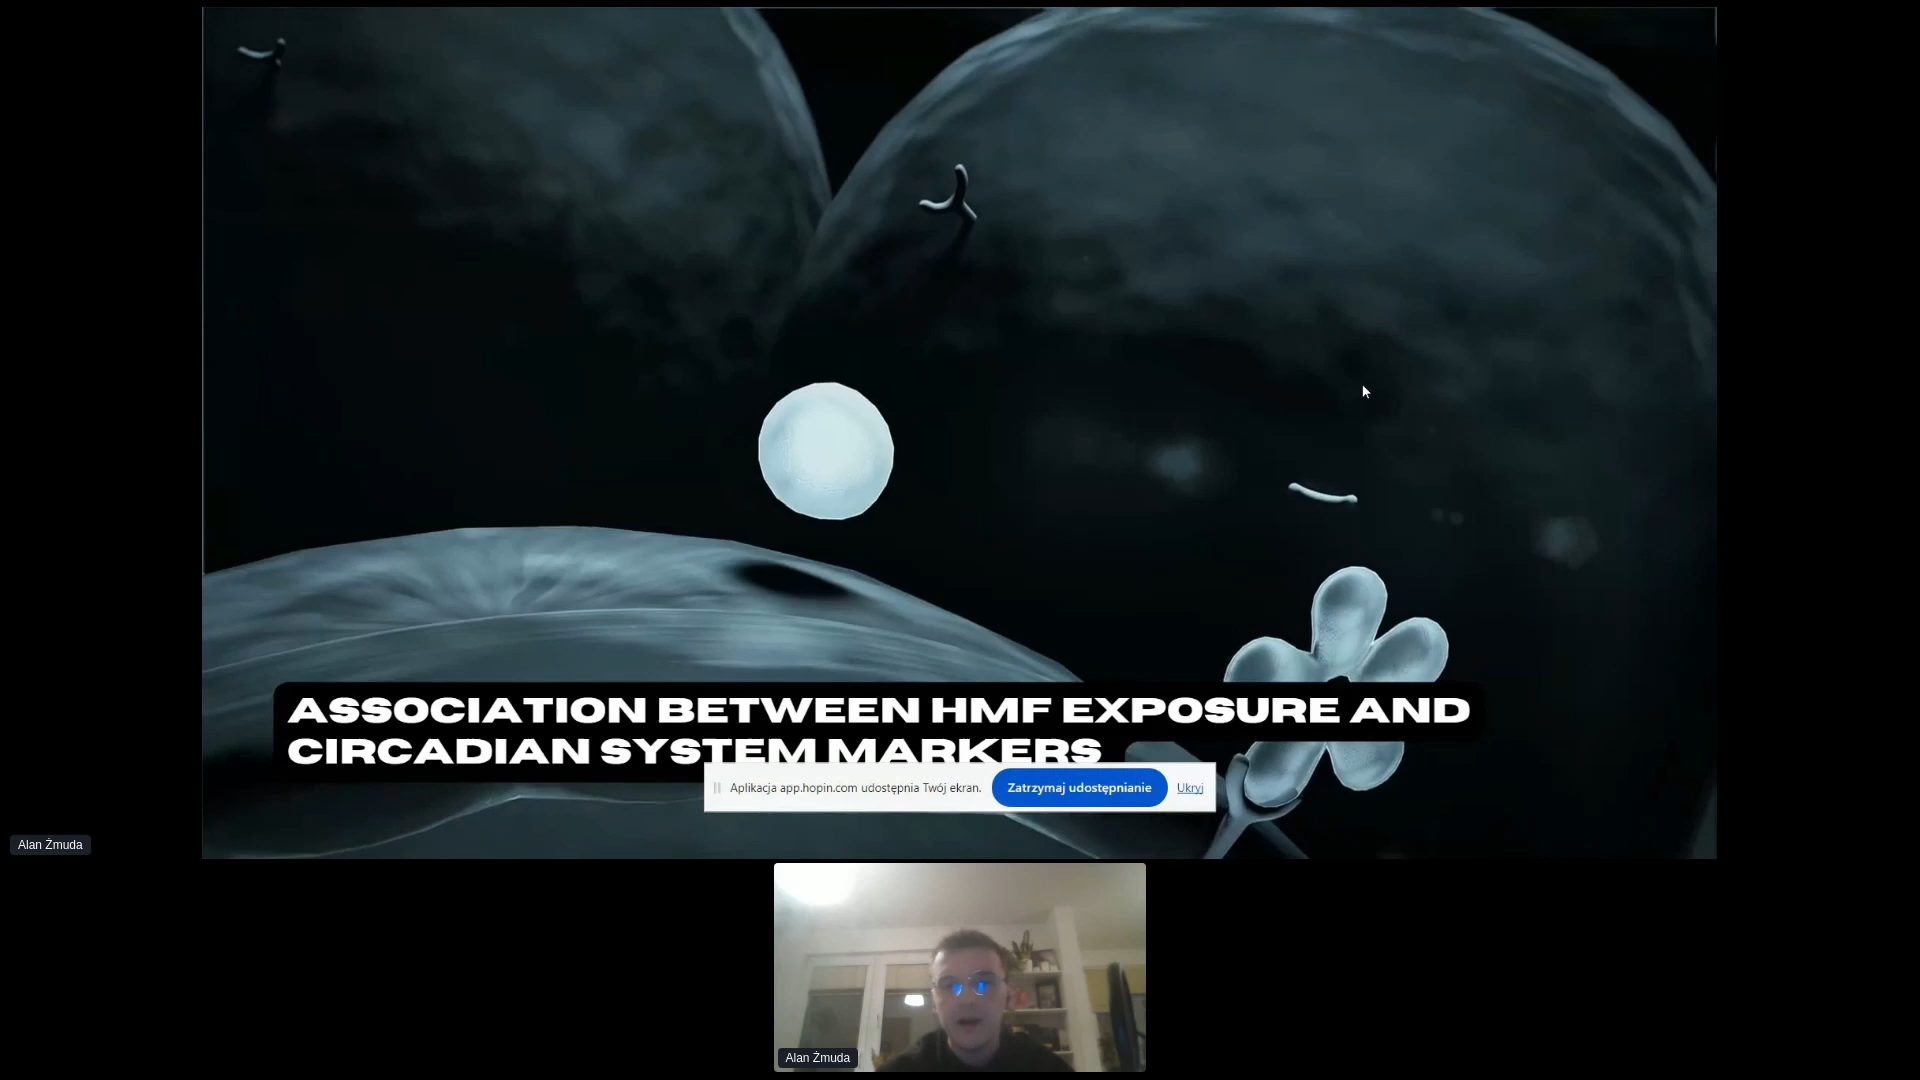 ASSOCIATION BETWEEN HMF EXPOSURE AND
CIRCADIAN SYSTEM MARKERS
Aplikacja app.hopin.com udostępnia Twój ekran.
Zatrzymaj udostępnianie
Ukryj
Alan Żmuda
Alan Żmuda